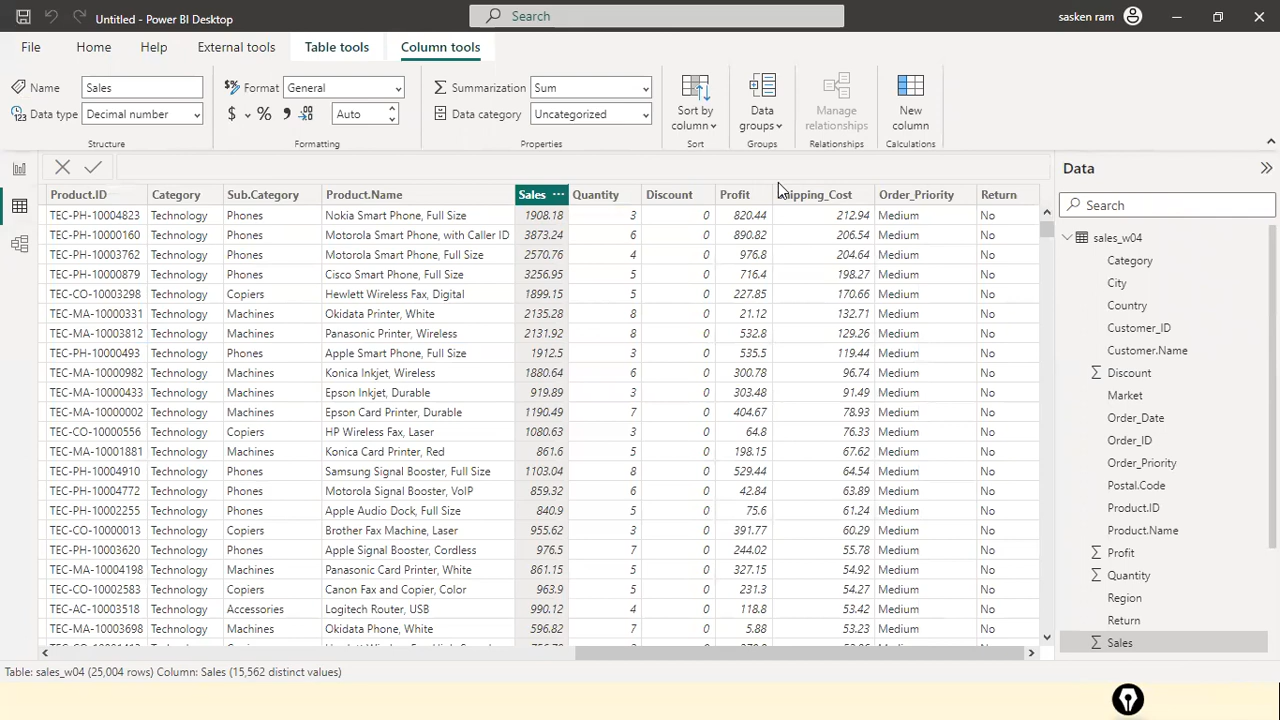 Untitled - Power BI Desktop
Search
sasken ram
File Home Help External tools Table tools Column tools
Name Sales
Data type Decimal number
Structure
Format General
$ % Auto
Formatting
Summarization Sum
Data category Uncategorized
Properties
Sort by column
Sort
Data groups
Groups
Manage relationships
Relationships
New column
Calculations
Product.ID Category Sub.Category Product.Name Sales Quantity Discount Profit Shipping_Cost Order_Priority Return
TEC-PH-10004823 Technology Phones Nokia Smart Phone, Full Size 1908.18 3 0 820.44 212.94 Medium No
TEC-PH-10000160 Technology Phones Motorola Smart Phone, with Caller ID 3873.24 6 0 890.82 206.54 Medium No
TEC-PH-10003762 Technology Phones Motorola Smart Phone, Full Size 2570.76 4 0 976.8 204.64 Medium No
TEC-PH-10000879 Technology Phones Cisco Smart Phone, Full Size 3256.95 5 0 716.4 198.27 Medium No
TEC-CO-10003298 Technology Copiers Hewlett Wireless Fax, Digital 1899.15 5 0 227.85 170.66 Medium No
TEC-MA-10000331 Technology Machines Okidata Printer, White 2135.28 8 0 21.12 132.71 Medium No
TEC-MA-10003812 Technology Machines Panasonic Printer, Wireless 2131.92 8 0 532.8 129.26 Medium No
TEC-PH-10000493 Technology Phones Apple Smart Phone, Full Size 1912.5 3 0 535.5 119.44 Medium No
TEC-MA-10000982 Technology Machines Konica Inkjet, Wireless 1880.64 6 0 300.78 96.74 Medium No
TEC-MA-10000433 Technology Machines Epson Inkjet, Durable 919.89 3 0 303.48 91.49 Medium No
TEC-MA-10000002 Technology Machines Epson Card Printer, Durable 1190.49 7 0 404.67 78.93 Medium No
TEC-CO-10000556 Technology Copiers HP Wireless Fax, Laser 1080.63 3 0 64.8 76.33 Medium No
TEC-MA-10001881 Technology Machines Konica Card Printer, Red 861.6 5 0 198.15 67.62 Medium No
TEC-PH-10004910 Technology Phones Samsung Signal Booster, Full Size 1103.04 8 0 529.44 64.54 Medium No
TEC-PH-10004772 Technology Phones Motorola Signal Booster, VoIP 859.32 6 0 42.84 63.89 Medium No
TEC-PH-10002255 Technology Phones Apple Audio Dock, Full Size 840.9 5 0 75.6 61.24 Medium No
TEC-CO-10000013 Technology Copiers Brother Fax Machine, Laser 955.62 3 0 391.77 60.29 Medium No
TEC-PH-10003620 Technology Phones Apple Signal Booster, Cordless 976.5 7 0 244.02 55.78 Medium No
TEC-MA-10004198 Technology Machines Panasonic Card Printer, White 861.15 5 0 327.15 54.92 Medium No
TEC-CO-10002583 Technology Copiers Canon Fax and Copier, Color 963.9 5 0 231.3 54.27 Medium No
TEC-AC-10003518 Technology Accessories Logitech Router, USB 990.12 4 0 118.8 53.42 Medium No
TEC-MA-10003698 Technology Machines Okidata Phone, White 596.82 7 0 5.88 53.23 Medium No
Table: sales_w04 (25,004 rows) Column: Sales (15,562 distinct values)
Data
Search
sales_w04
Category
City
Country
Customer_ID
Customer.Name
Discount
Market
Order_Date
Order_ID
Order_Priority
Postal.Code
Product.ID
Product.Name
Profit
Quantity
Region
Return
Sales